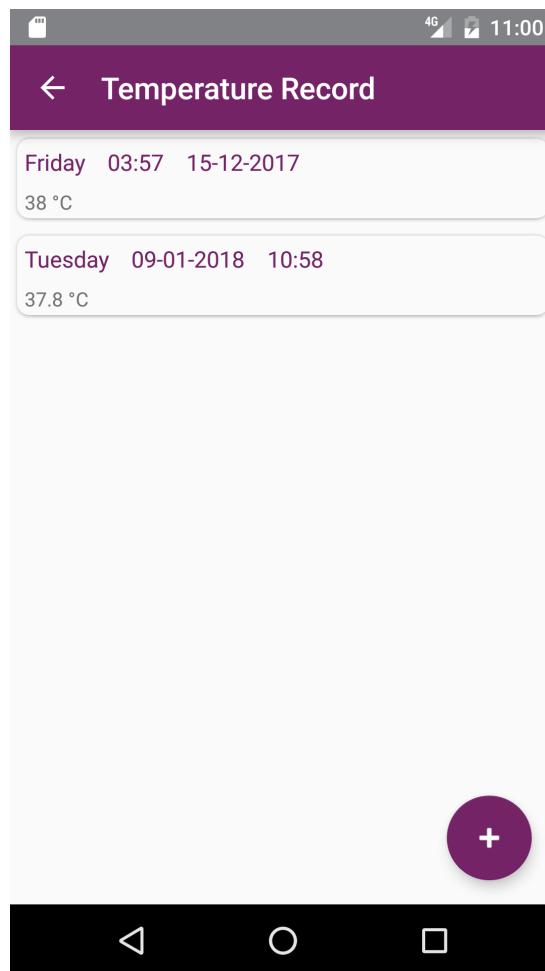 4G 11:00
Temperature Record
Friday 03:57 15-12-2017
38 °C
Tuesday 09-01-2018 10:58
37.8 °C
+